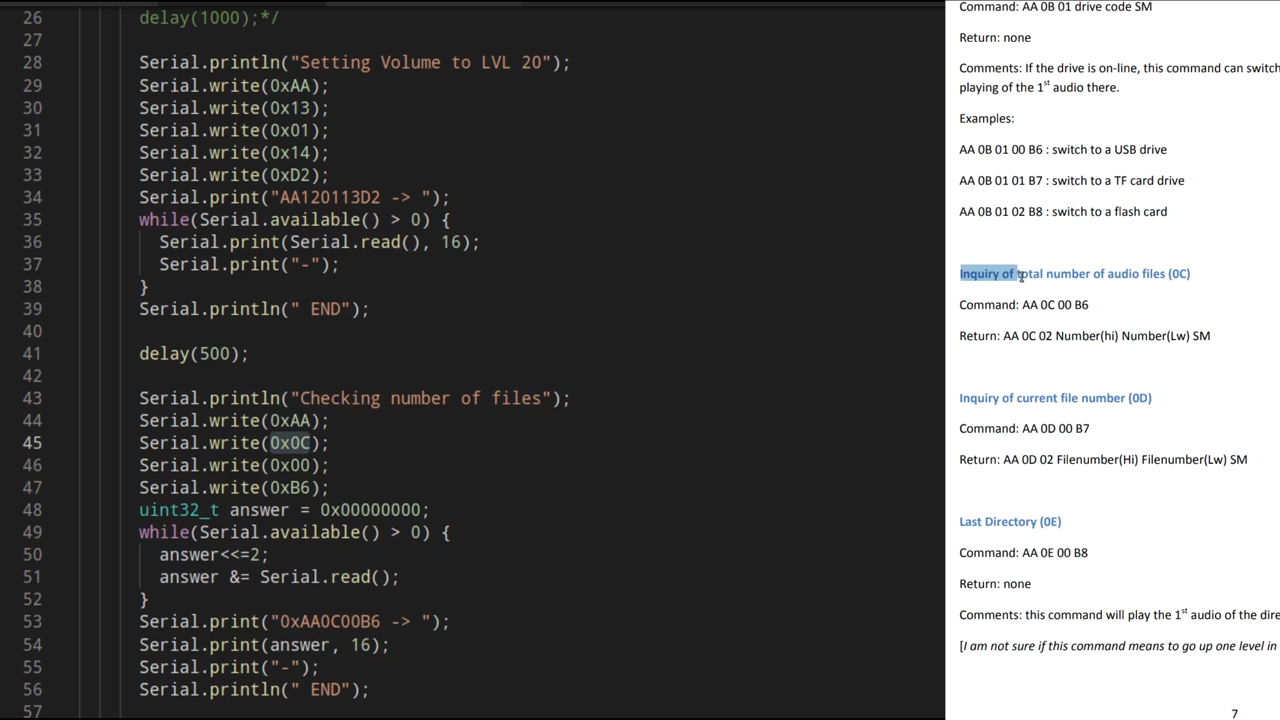 26 delay(1000);*/
27
28 Serial.println("Setting Volume to LVL 20");
29 Serial.write(0xAA);
30 Serial.write(0x13);
31 Serial.write(0x01);
32 Serial.write(0x14);
33 Serial.write(0xD2);
34 Serial.print("AA120113D2 -> ");
35 while(Serial.available() > 0) {
36 Serial.print(Serial.read(), 16);
37 Serial.print("-");
38 }
39 Serial.println(" END");
40
41 delay(500);
42
43 Serial.println("Checking number of files");
44 Serial.write(0xAA);
45 Serial.write(0x0C);
46 Serial.write(0x00);
47 Serial.write(0xB6);
48 uint32_t answer = 0x00000000;
49 while(Serial.available() > 0) {
50 answer<<=2;
51 answer &= Serial.read();
52 }
53 Serial.print("0xAA0C00B6 -> ");
54 Serial.print(answer, 16);
55 Serial.print("-");
56 Serial.println(" END");
57
Command: AA 0B 01 drive code SM
Return: none
Comments: If the drive is on-line, this command can switch
playing of the 1st audio there.
Examples:
AA 0B 01 00 B6 : switch to a USB drive
AA 0B 01 01 B7 : switch to a TF card drive
AA 0B 01 02 B8 : switch to a flash card
Inquiry of total number of audio files (0C)
Command: AA 0C 00 B6
Return: AA 0C 02 Number(hi) Number(Lw) SM
Inquiry of current file number (0D)
Command: AA 0D 00 B7
Return: AA 0D 02 Filenumber(Hi) Filenumber(Lw) SM
Last Directory (0E)
Command: AA 0E 00 B8
Return: none
Comments: this command will play the 1st audio of the dire
[I am not sure if this command means to go up one level in
7